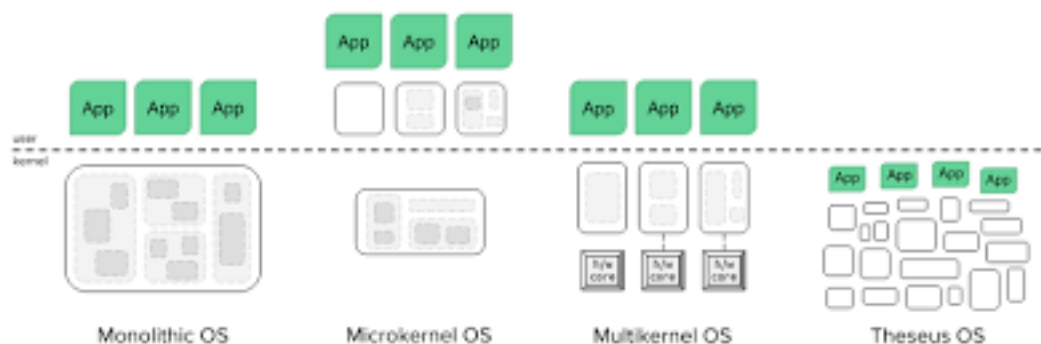 App App App
App App App App App App
user
kernel
App App App App
h/w core h/w core h/w core
Monolithic OS Microkernel OS Multikernel OS Theseus OS